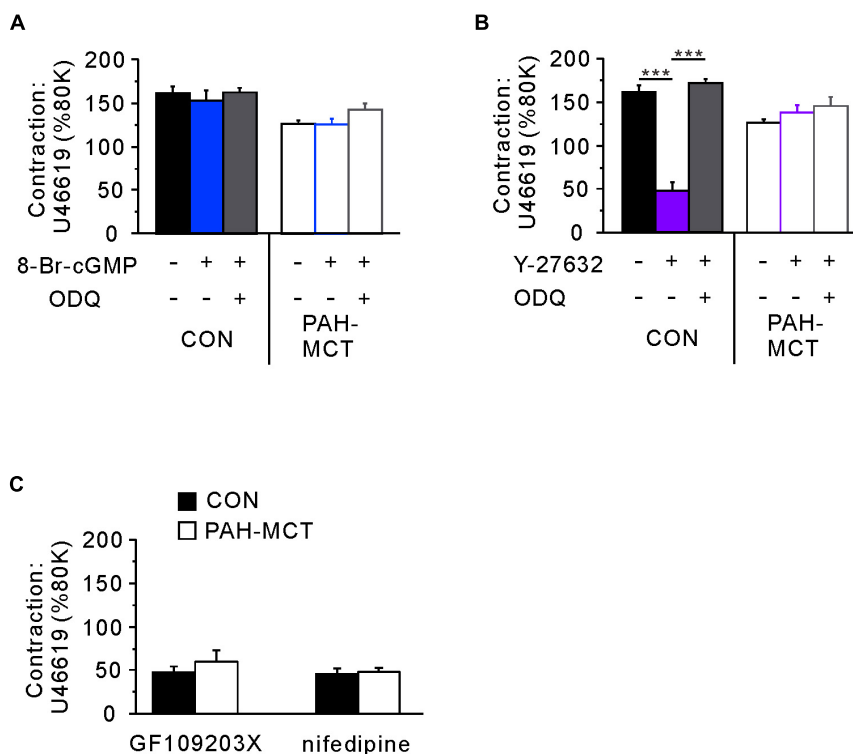 A
Contraction:
U46619 (%80K)
200
150
100
50
0
8-Br-cGMP - + + - + +
ODQ - - + - - +
CON
PAH-
MCT
B
Contraction:
U46619 (%80K)
200
150
100
50
0
*** ***
Y-27632 - + + - + +
ODQ - - + - - +
CON
PAH-
MCT
C
CON
PAH-MCT
Contraction:
U46619 (%80K)
200
150
100
50
0
GF109203X nifedipine